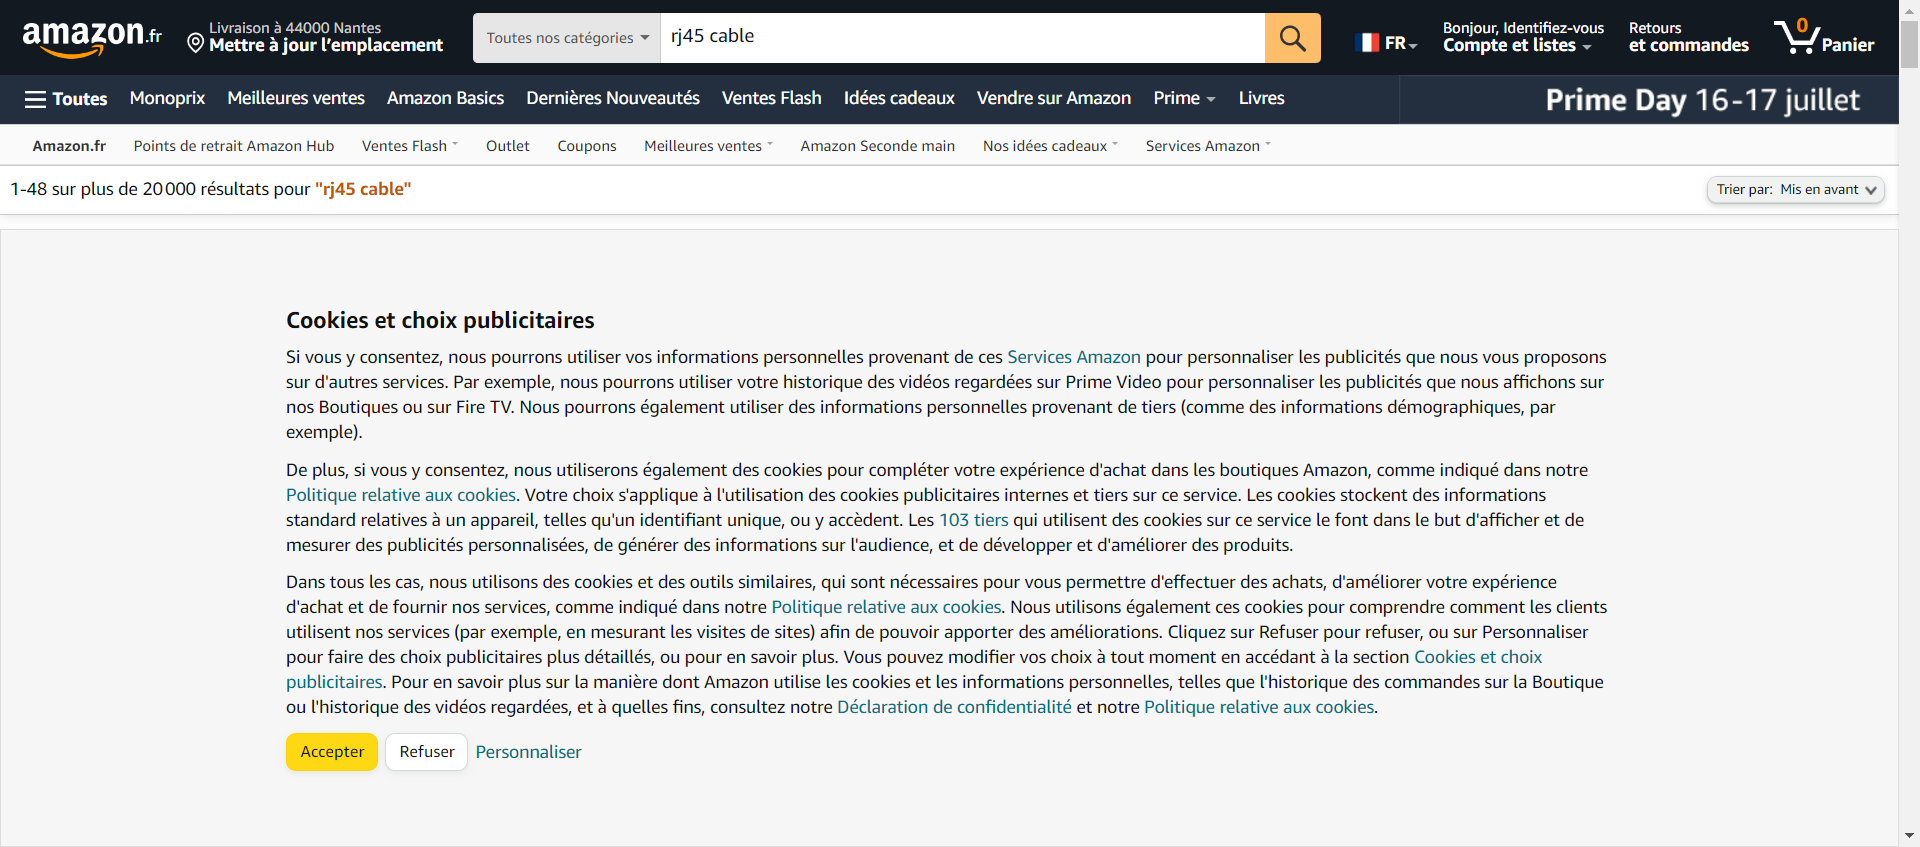 amazon.fr
Livraison à 44000 Nantes
Mettre à jour l'emplacement
Toutes nos catégories
rj45 cable
FR
Bonjour, Identifiez-vous
Compte et listes
Retours
et commandes
0
Panier
Toutes
Monoprix
Meilleures ventes
Amazon Basics
Dernières Nouveautés
Ventes Flash
Idées cadeaux
Vendre sur Amazon
Prime
Livres
Prime Day 16-17 juillet
Amazon.fr
Points de retrait Amazon Hub
Ventes Flash
Outlet
Coupons
Meilleures ventes
Amazon Seconde main
Nos idées cadeaux
Services Amazon
1-48 sur plus de 20 000 résultats pour "rj45 cable"
Trier par: Mis en avant
Cookies et choix publicitaires
Si vous y consentez, nous pourrons utiliser vos informations personnelles provenant de ces Services Amazon pour personnaliser les publicités que nous vous proposons
sur d'autres services. Par exemple, nous pourrons utiliser votre historique des vidéos regardées sur Prime Video pour personnaliser les publicités que nous affichons sur
nos Boutiques ou sur Fire TV. Nous pourrons également utiliser des informations personnelles provenant de tiers (comme des informations démographiques, par
exemple).
De plus, si vous y consentez, nous utiliserons également des cookies pour compléter votre expérience d'achat dans les boutiques Amazon, comme indiqué dans notre
Politique relative aux cookies. Votre choix s'applique à l'utilisation des cookies publicitaires internes et tiers sur ce service. Les cookies stockent des informations
standard relatives à un appareil, telles qu'un identifiant unique, ou y accèdent. Les 103 tiers qui utilisent des cookies sur ce service le font dans le but d'afficher et de
mesurer des publicités personnalisées, de générer des informations sur l'audience, et de développer et d'améliorer des produits.
Dans tous les cas, nous utilisons des cookies et des outils similaires, qui sont nécessaires pour vous permettre d'effectuer des achats, d'améliorer votre expérience
d'achat et de fournir nos services, comme indiqué dans notre Politique relative aux cookies. Nous utilisons également ces cookies pour comprendre comment les clients
utilisent nos services (par exemple, en mesurant les visites de sites) afin de pouvoir apporter des améliorations. Cliquez sur Refuser pour refuser, ou sur Personnaliser
pour faire des choix publicitaires plus détaillés, ou pour en savoir plus. Vous pouvez modifier vos choix à tout moment en accédant à la section Cookies et choix
publicitaires. Pour en savoir plus sur la manière dont Amazon utilise les cookies et les informations personnelles, telles que l'historique des commandes sur la Boutique
ou l'historique des vidéos regardées, et à quelles fins, consultez notre Déclaration de confidentialité et notre Politique relative aux cookies.
Accepter
Refuser
Personnaliser